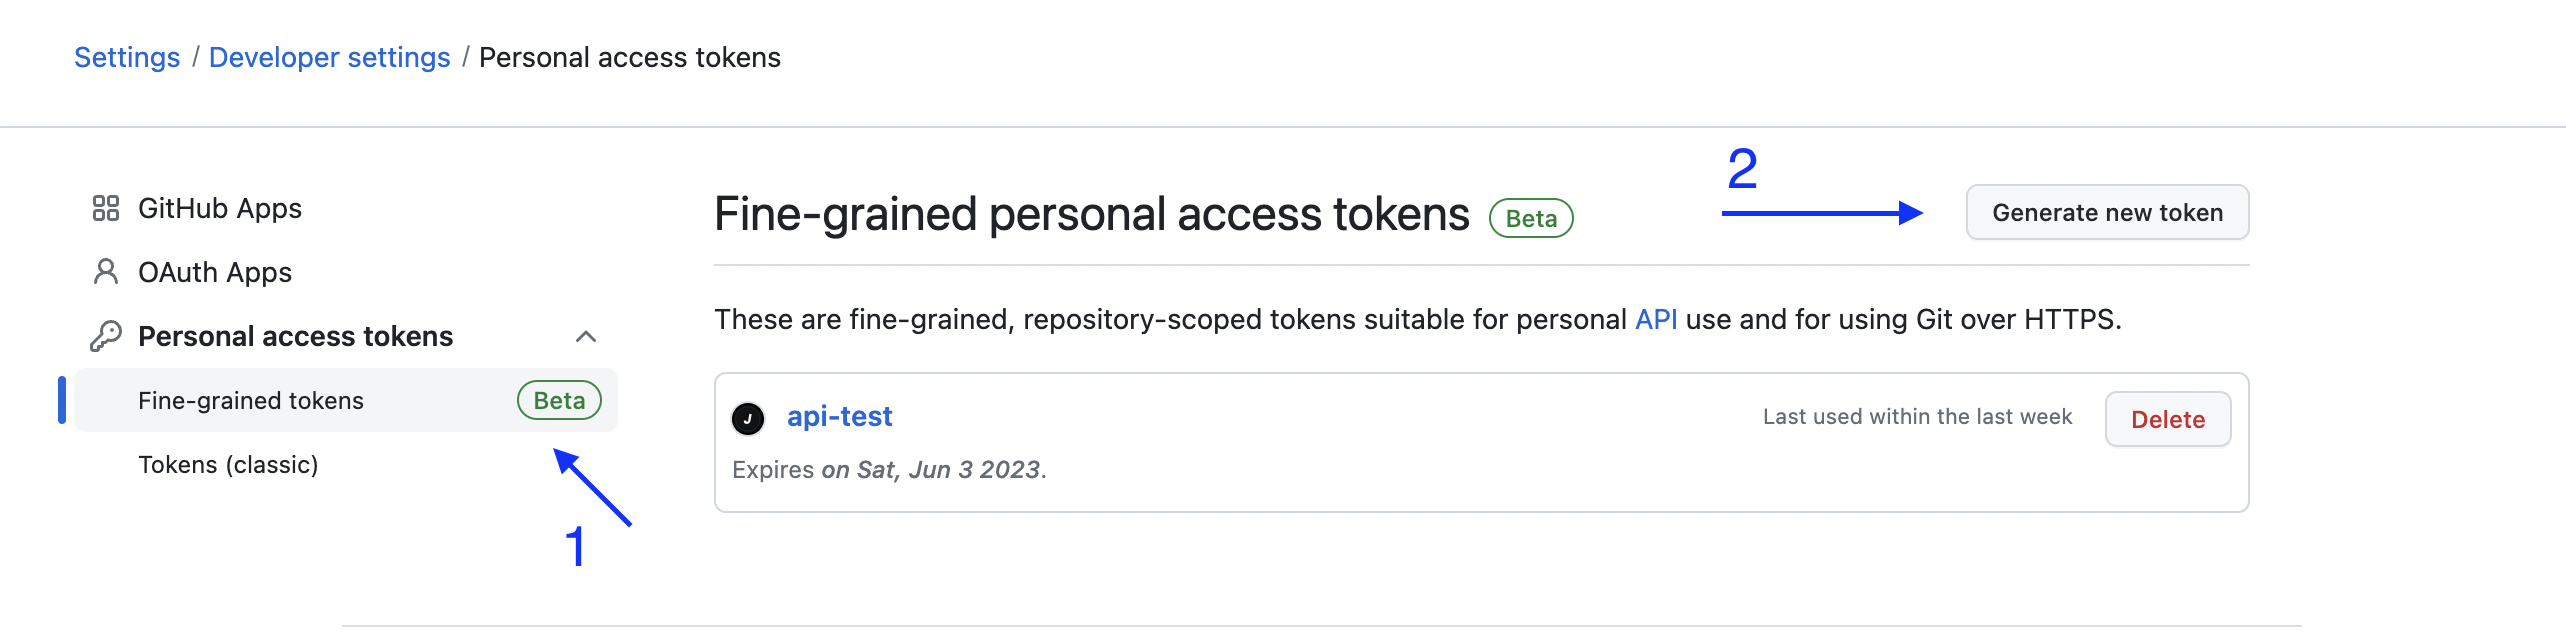 Settings / Developer settings / Personal access tokens
GitHub Apps
OAuth Apps
Personal access tokens
Fine-grained tokens Beta
Tokens (classic)
1
Fine-grained personal access tokens Beta
2
Generate new token
These are fine-grained, repository-scoped tokens suitable for personal API use and for using Git over HTTPS.
J
api-test
Last used within the last week
Delete
Expires on Sat, Jun 3 2023.